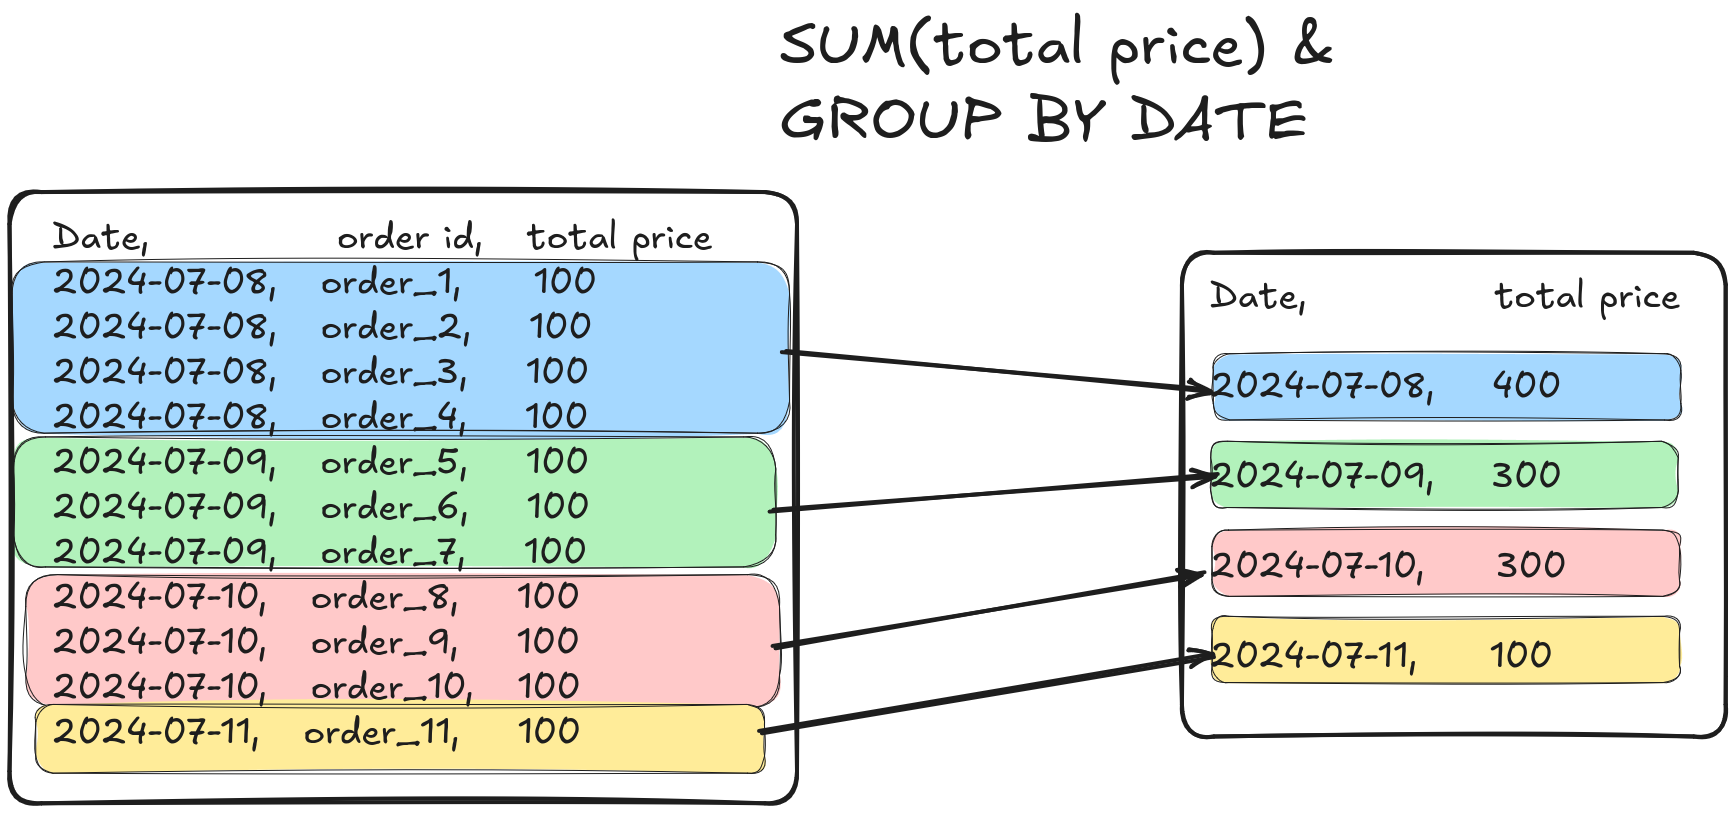 SUM(total price) &
GROUP BY DATE
Date, order id, total price
2024-07-08, order_1, 100
2024-07-08, order_2, 100
2024-07-08, order_3, 100
2024-07-08, order_4, 100
2024-07-09, order_5, 100
2024-07-09, order_6, 100
2024-07-09, order_7, 100
2024-07-10, order_8, 100
2024-07-10, order_9, 100
2024-07-10, order_10, 100
2024-07-11, order_11, 100
Date, total price
2024-07-08, 400
2024-07-09, 300
2024-07-10, 300
2024-07-11, 100